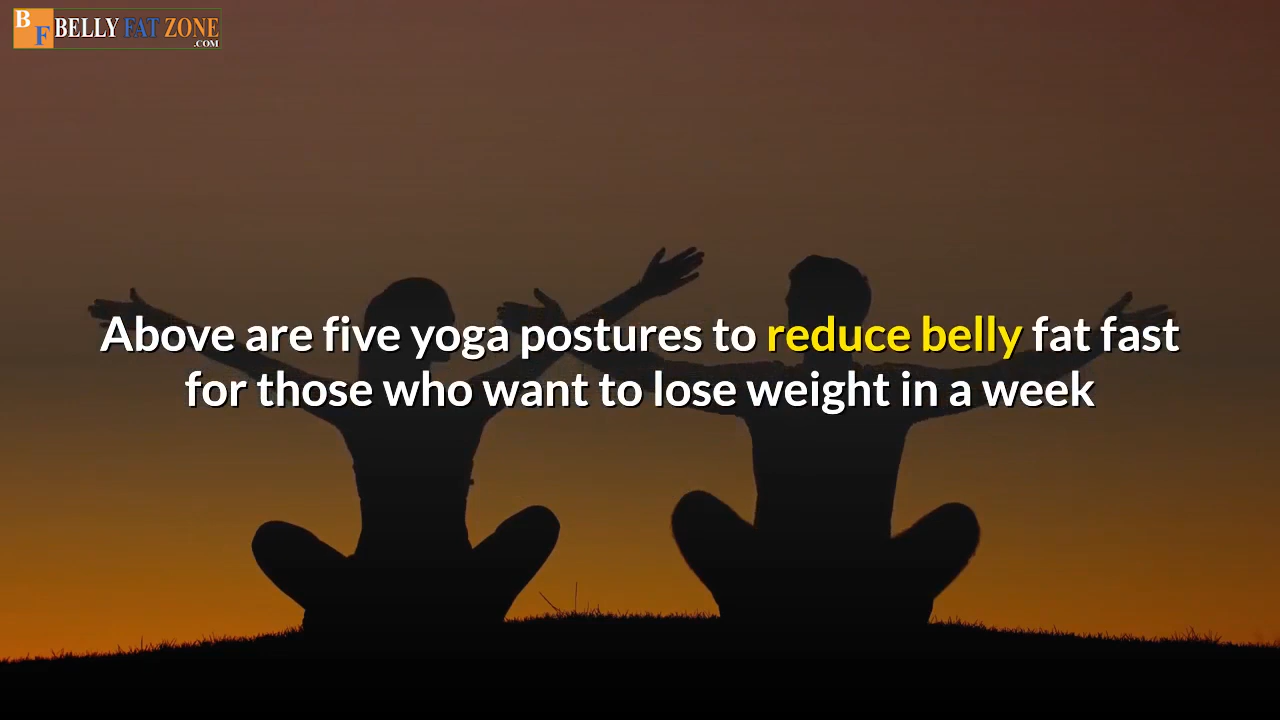 BF BELLY FAT ZONE
.COM
Above are five yoga postures to reduce belly fat fast
for those who want to lose weight in a week